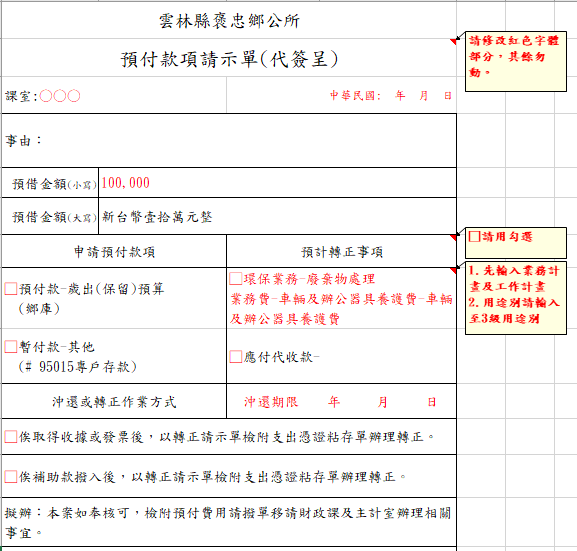 雲林縣褒忠鄉公所
預付款項請示單(代簽呈)
請修改紅色字體
部分，其餘勿
動。
課室:○○○
中華民國: 年 月 日
事由：
預借金額(小寫)
100,000
預借金額(大寫)
新台幣壹拾萬元整
□請用勾選
申請預付款項
預計轉正事項
□預付款-歲出(保留)預算
(鄉庫)
□環保業務-廢棄物處理
業務費-車輛及辦公器具養護費-車輛
及辦公器具養護費
1.先輸入業務計
畫及工作計畫
2.用途別請輸入
至3級用途別
□暫付款-其他
(# 95015專戶存款)
□應付代收款-
沖還或轉正作業方式
沖還期限 年 月 日
□俟取得收據或發票後，以轉正請示單檢附支出憑證粘存單辦理轉正。
□俟補助款撥入後，以轉正請示單檢附支出憑證粘存單辦理轉正。
擬辦：本案如奉核可，檢附預付費用請撥單移請財政課及主計室辦理相關
事宜。